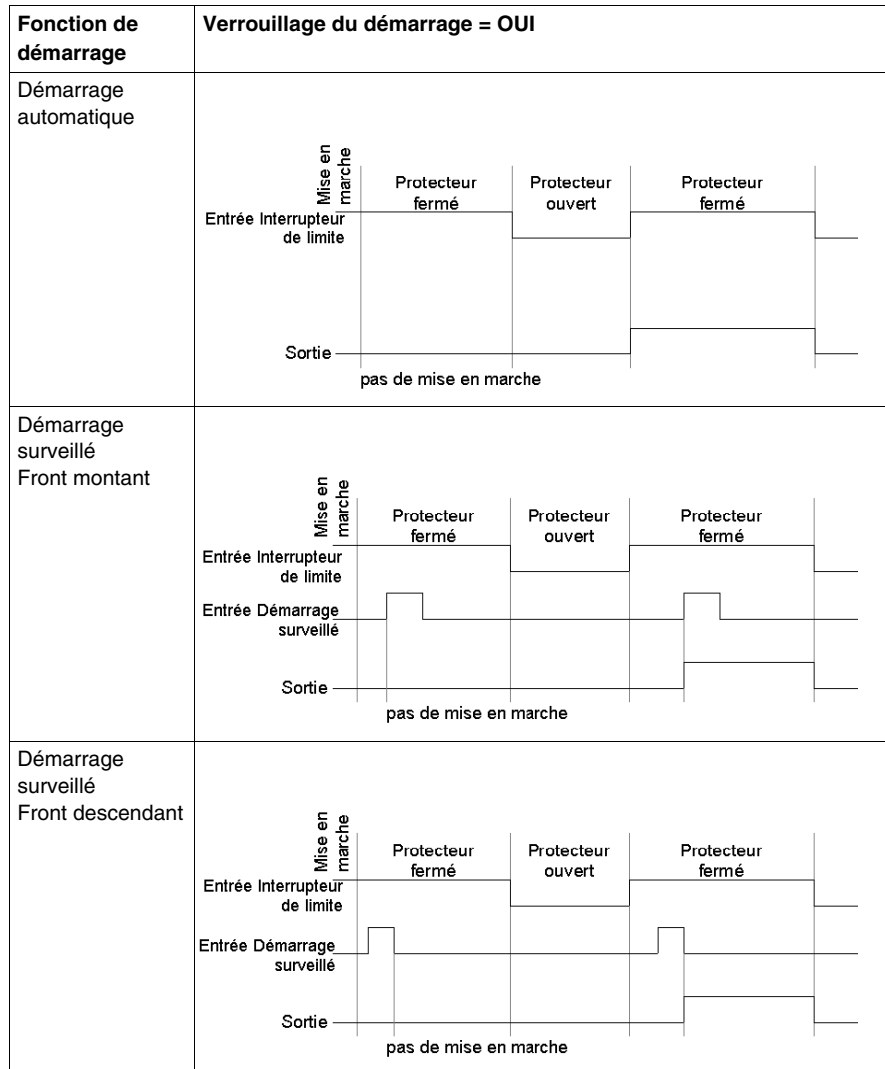 Fonction de
démarrage
Verrouillage du démarrage = OUI
Démarrage
automatique
Mise en
marche
Protecteur
fermé
Protecteur
ouvert
Protecteur
fermé
Entrée Interrupteur
de limite
Sortie
pas de mise en marche
Démarrage
surveillé
Front montant
Mise en
marche
Protecteur
fermé
Protecteur
ouvert
Protecteur
fermé
Entrée Interrupteur
de limite
Entrée Démarrage
surveillé
Sortie
pas de mise en marche
Démarrage
surveillé
Front descendant
Mise en
marche
Protecteur
fermé
Protecteur
ouvert
Protecteur
fermé
Entrée Interrupteur
de limite
Entrée Démarrage
surveillé
Sortie
pas de mise en marche